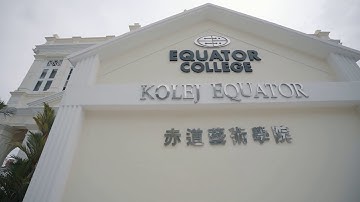 EQUATOR
COLLEGE
KOLEJ EQUATOR
赤道藝術學院